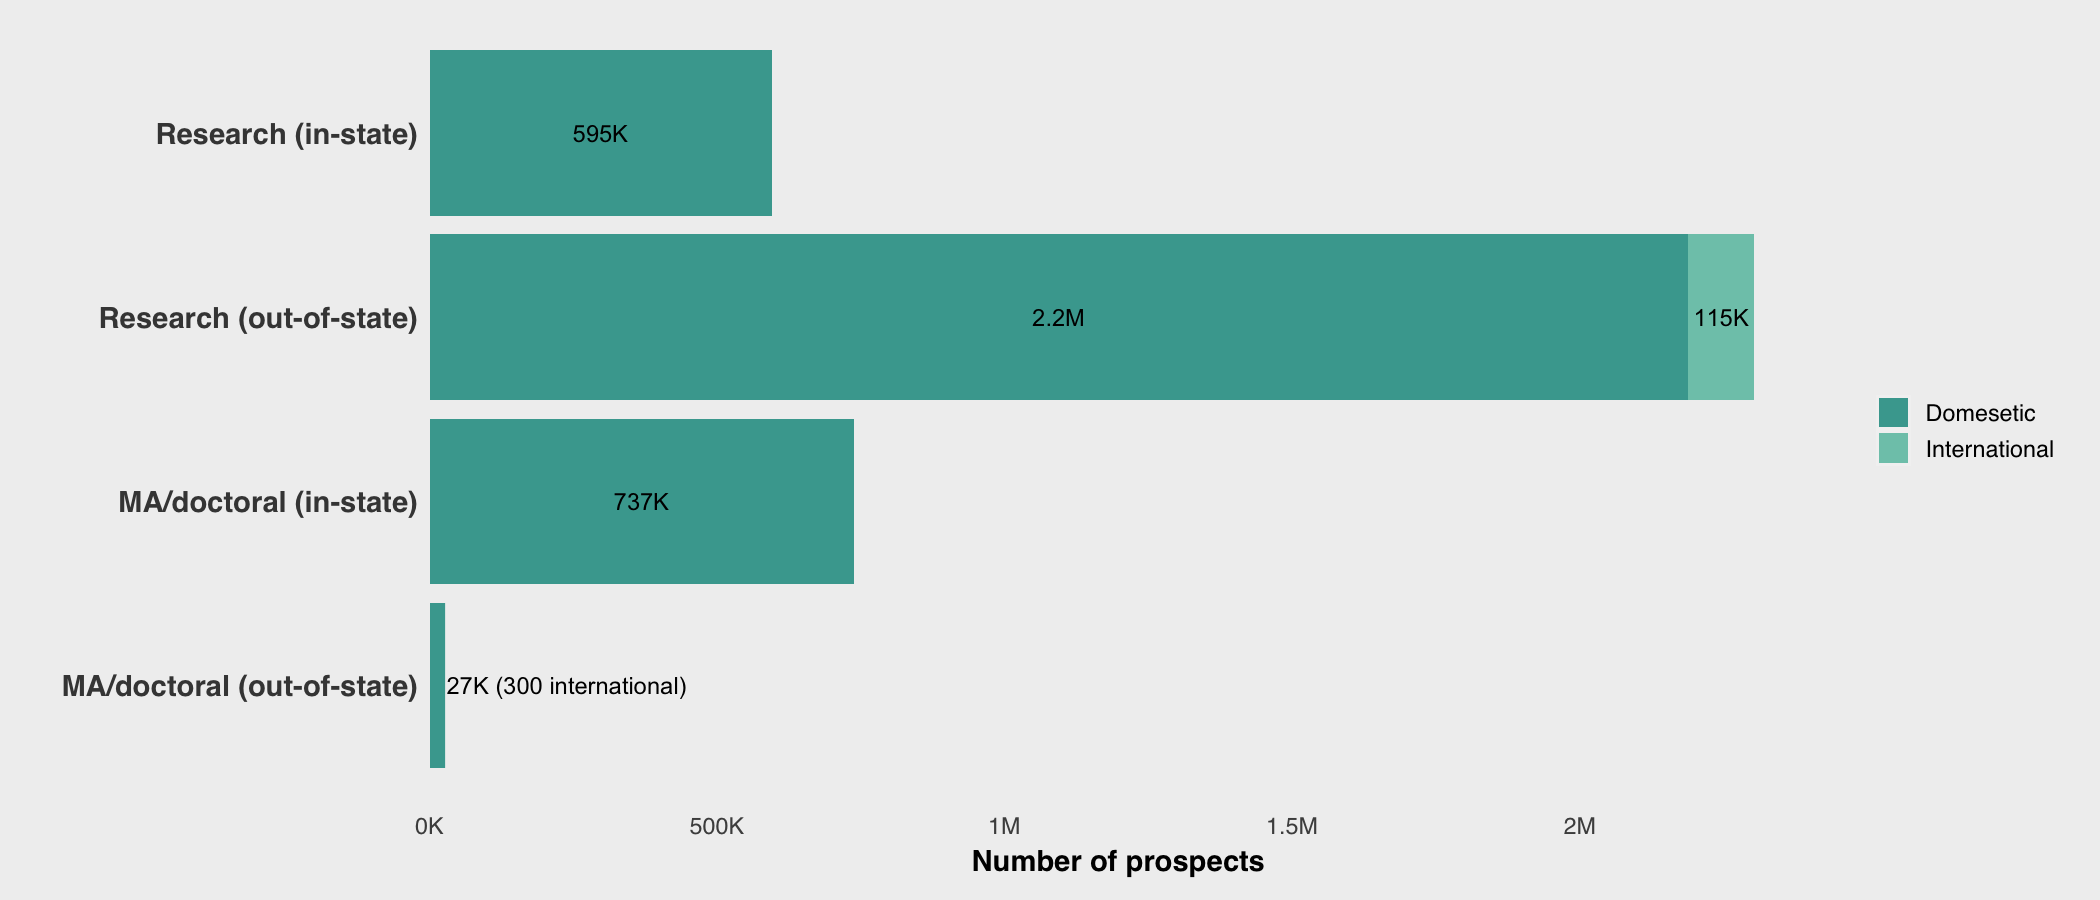 Research (in-state)
595K
Research (out-of-state)
2.2M
115K
Domesetic
International
MA/doctoral (in-state)
737K
MA/doctoral (out-of-state)
27K (300 international)
0K
500K
1M
1.5M
2M
Number of prospects